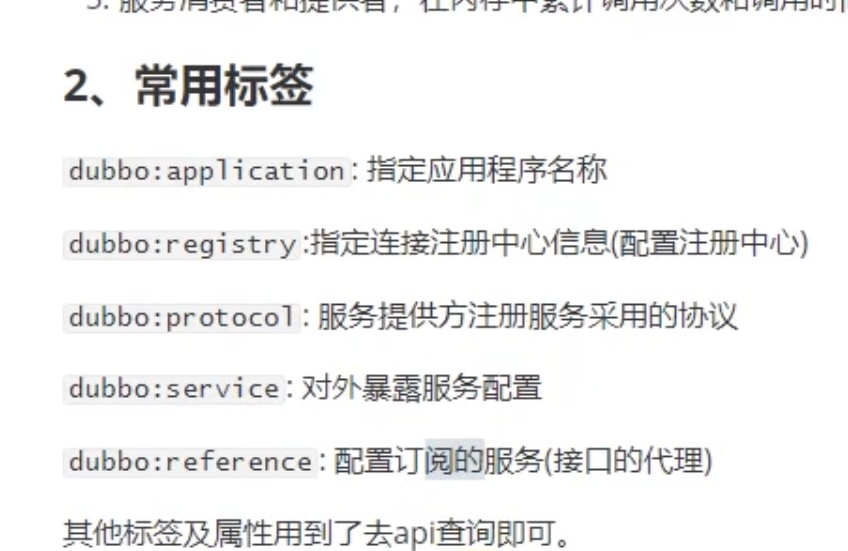 5. 服务消费者和提供者，在内存中累计调用次数和调用的时
2、常用标签
dubbo:application: 指定应用程序名称
dubbo:registry:指定连接注册中心信息(配置注册中心)
dubbo:protocol: 服务提供方注册服务采用的协议
dubbo:service: 对外暴露服务配置
dubbo:reference: 配置订阅的服务(接口的代理)
其他标签及属性用到了去api查询即可。